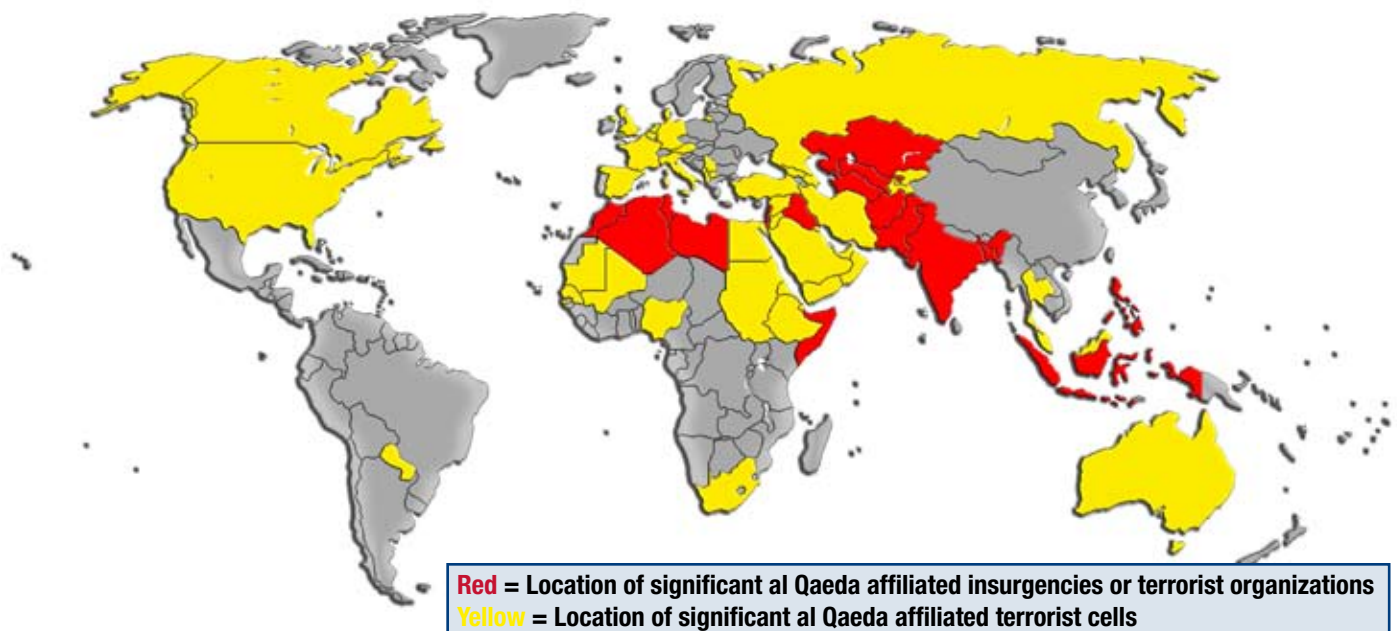 Red = Location of significant al Qaeda affiliated insurgencies or terrorist organizations
Yellow = Location of significant al Qaeda affiliated terrorist cells